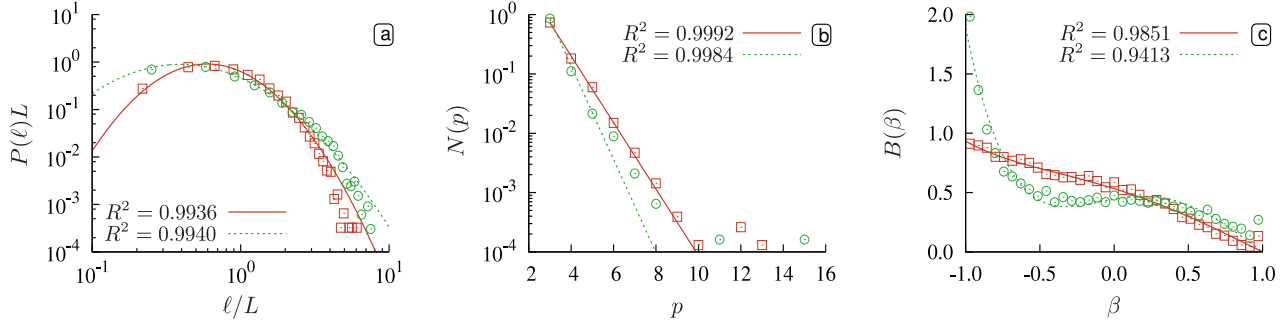 10^1
10^0
10^-1
10^-2
10^-3
10^-4
10^-1
10^0
10^1
P(ℓ)L
ℓ/L
a
R^2 = 0.9936
R^2 = 0.9940
10^0
10^-1
10^-2
10^-3
10^-4
2 4 6 8 10 12 14 16
N(p)
p
b
R^2 = 0.9992
R^2 = 0.9984
2.0
1.5
1.0
0.5
0.0
-1.0 -0.5 0.0 0.5 1.0
B(β)
β
c
R^2 = 0.9851
R^2 = 0.9413